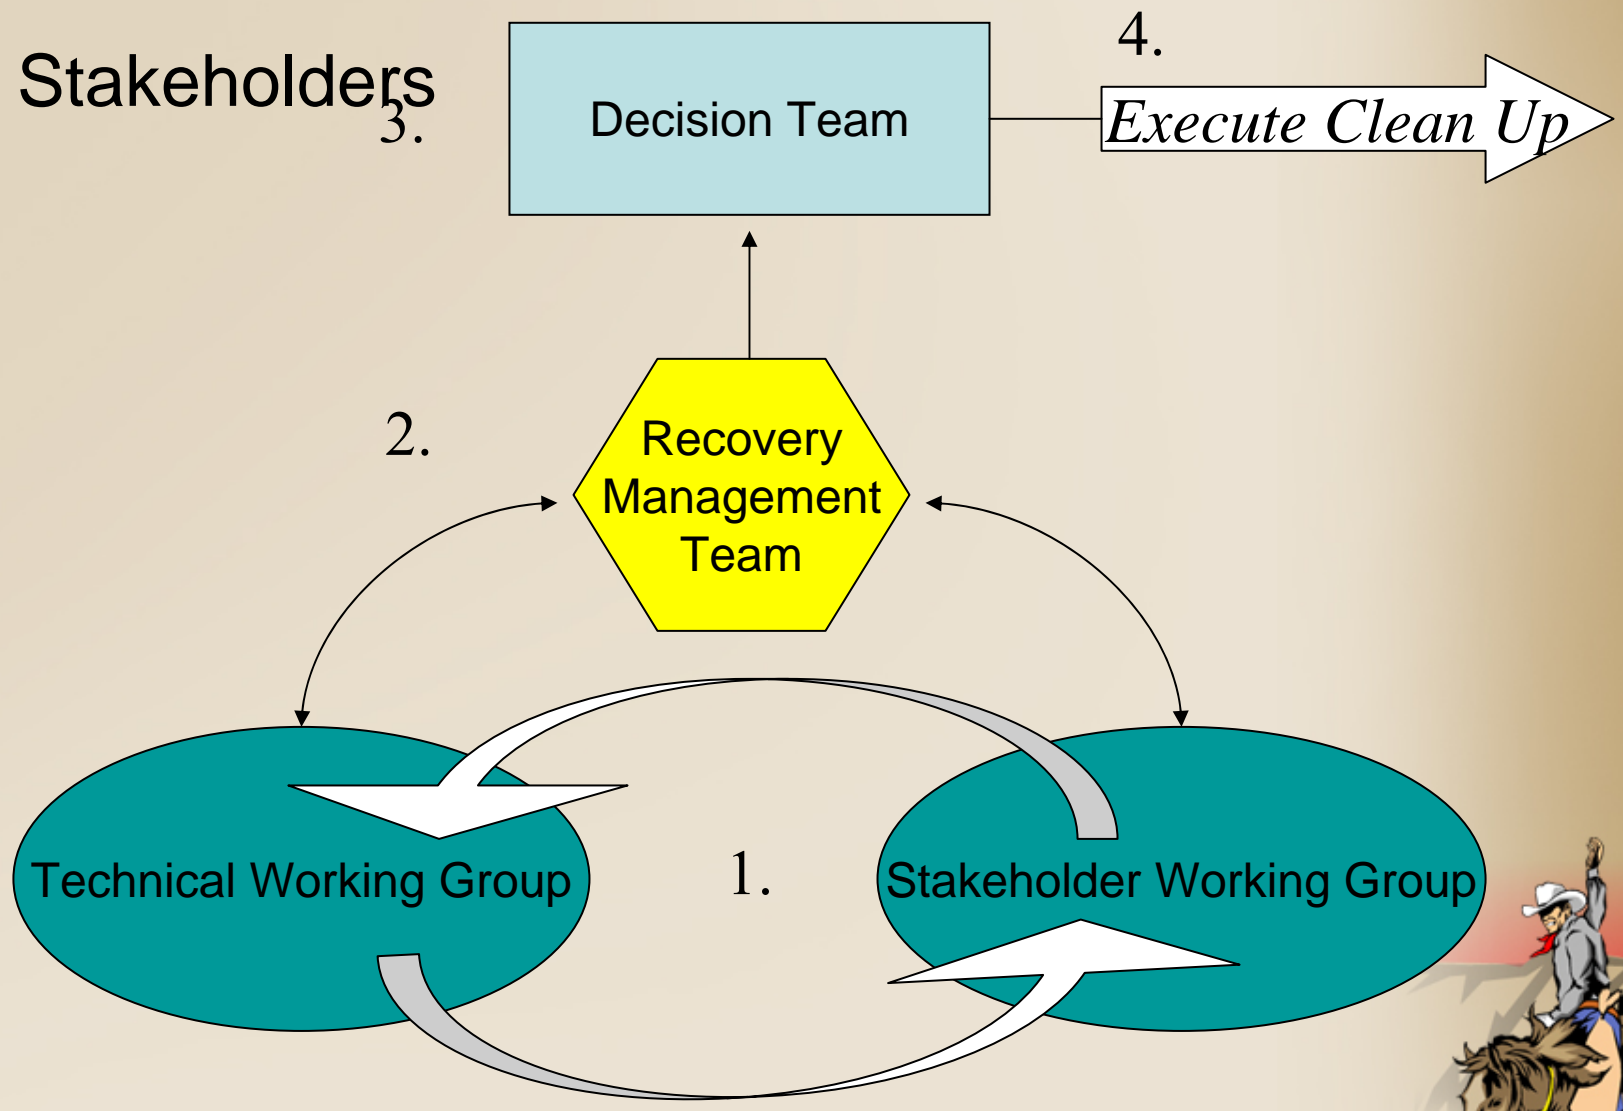 Stakeholders
3.
Decision Team
4.
Execute Clean Up
2.
Recovery
Management
Team
Technical Working Group
1.
Stakeholder Working Group